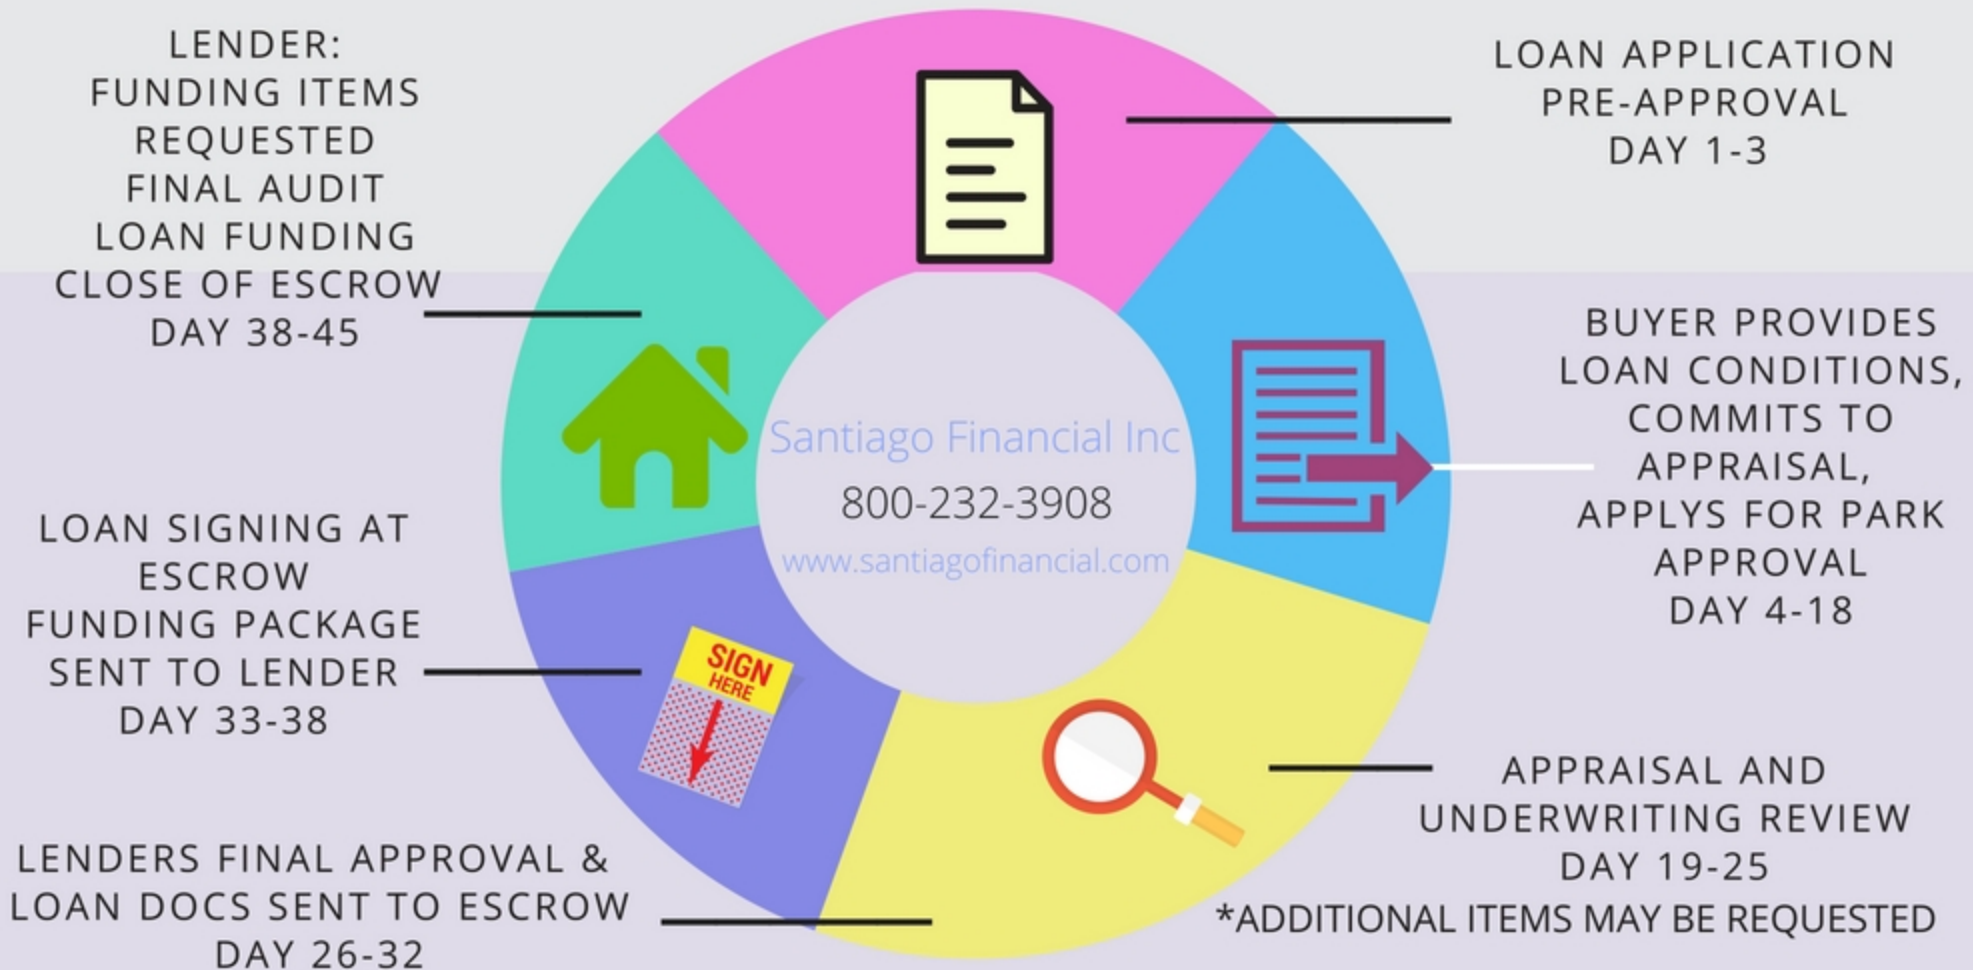 LOAN APPLICATION
PRE-APPROVAL
DAY 1-3
BUYER PROVIDES
LOAN CONDITIONS,
COMMITS TO
APPRAISAL,
APPLYS FOR PARK
APPROVAL
DAY 4-18
APPRAISAL AND
UNDERWRITING REVIEW
DAY 19-25
*ADDITIONAL ITEMS MAY BE REQUESTED
LENDERS FINAL APPROVAL &
LOAN DOCS SENT TO ESCROW
DAY 26-32
LOAN SIGNING AT
ESCROW
FUNDING PACKAGE
SENT TO LENDER
DAY 33-38
LENDER:
FUNDING ITEMS
REQUESTED
FINAL AUDIT
LOAN FUNDING
CLOSE OF ESCROW
DAY 38-45
Santiago Financial Inc
800-232-3908
www.santiagofinancial.com
SIGN
HERE